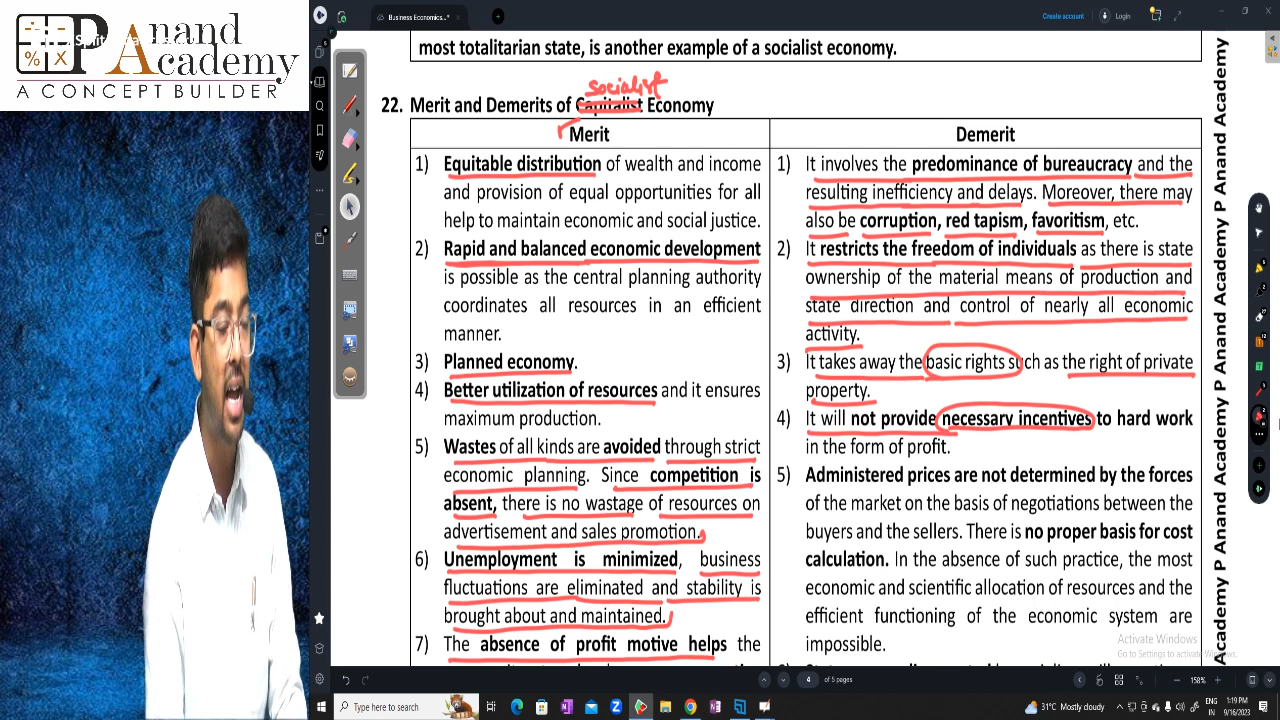 P Anand
Academy
A CONCEPT BUILDER
Business Economics...*
Create account
Login
most totalitarian state, is another example of a socialist economy.
socialist
22. Merit and Demerits of Capitalist Economy
Merit
1) Equitable distribution of wealth and income
and provision of equal opportunities for all
help to maintain economic and social justice.
2) Rapid and balanced economic development
is possible as the central planning authority
coordinates all resources in an efficient
manner.
3) Planned economy.
4) Better utilization of resources and it ensures
maximum production.
5) Wastes of all kinds are avoided through strict
economic planning. Since competition is
absent, there is no wastage of resources on
advertisement and sales promotion.
6) Unemployment is minimized, business
fluctuations are eliminated and stability is
brought about and maintained.
7) The absence of profit motive helps the
Demerit
1) It involves the predominance of bureaucracy and the
resulting inefficiency and delays. Moreover, there may
also be corruption, red tapism, favoritism, etc.
2) It restricts the freedom of individuals as there is state
ownership of the material means of production and
state direction and control of nearly all economic
activity.
3) It takes away the basic rights such as the right of private
property.
4) It will not provide necessary incentives to hard work
in the form of profit.
5) Administered prices are not determined by the forces
of the market on the basis of negotiations between the
buyers and the sellers. There is no proper basis for cost
calculation. In the absence of such practice, the most
economic and scientific allocation of resources and the
efficient functioning of the economic system are
impossible.
Academy P Anand Academy P Anand Academy P Anand Academy
Activate Windows
Go to Settings to activate Windows.
4 of 5 pages
158%
Type here to search
31°C Mostly cloudy
ENG
IN
1:19 PM
9/16/2023